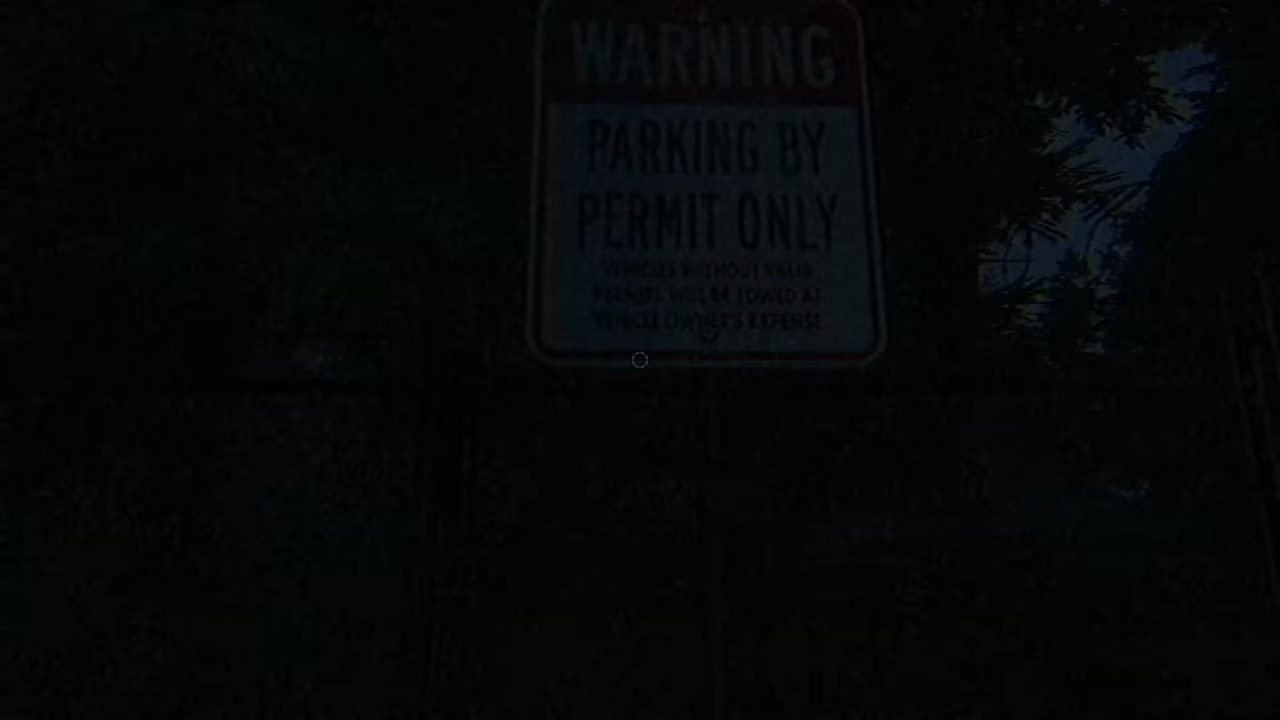 WARNING
PARKING BY
PERMIT ONLY
VEHICLES WITHOUT VALID
PERMITS WILL BE TOWED AT
VEHICLE OWNER'S EXPENSE